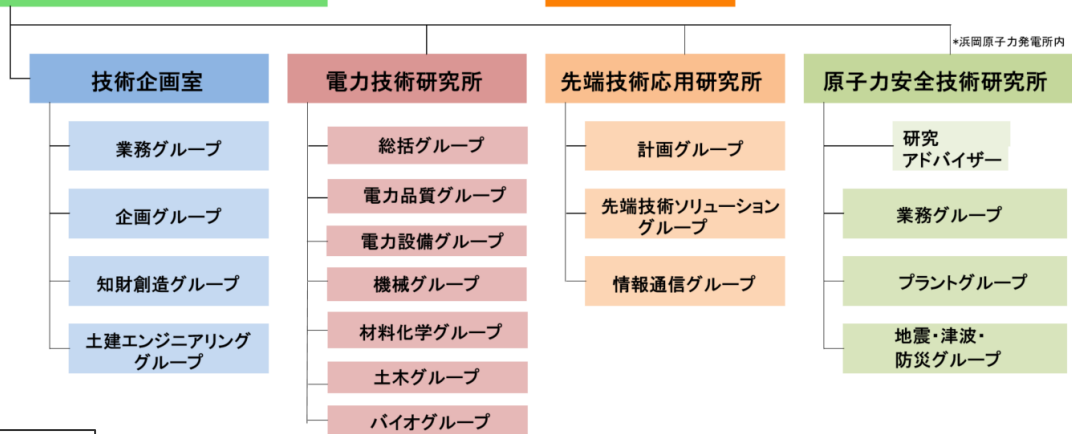 *浜岡原子力発電所内
技術企画室
業務グループ
企画グループ
知財創造グループ
土建エンジニアリング
グループ
電力技術研究所
総括グループ
電力品質グループ
電力設備グループ
機械グループ
材料化学グループ
土木グループ
バイオグループ
先端技術応用研究所
計画グループ
先端技術ソリューション
グループ
情報通信グループ
原子力安全技術研究所
研究
アドバイザー
業務グループ
プラントグループ
地震・津波・
防災グループ